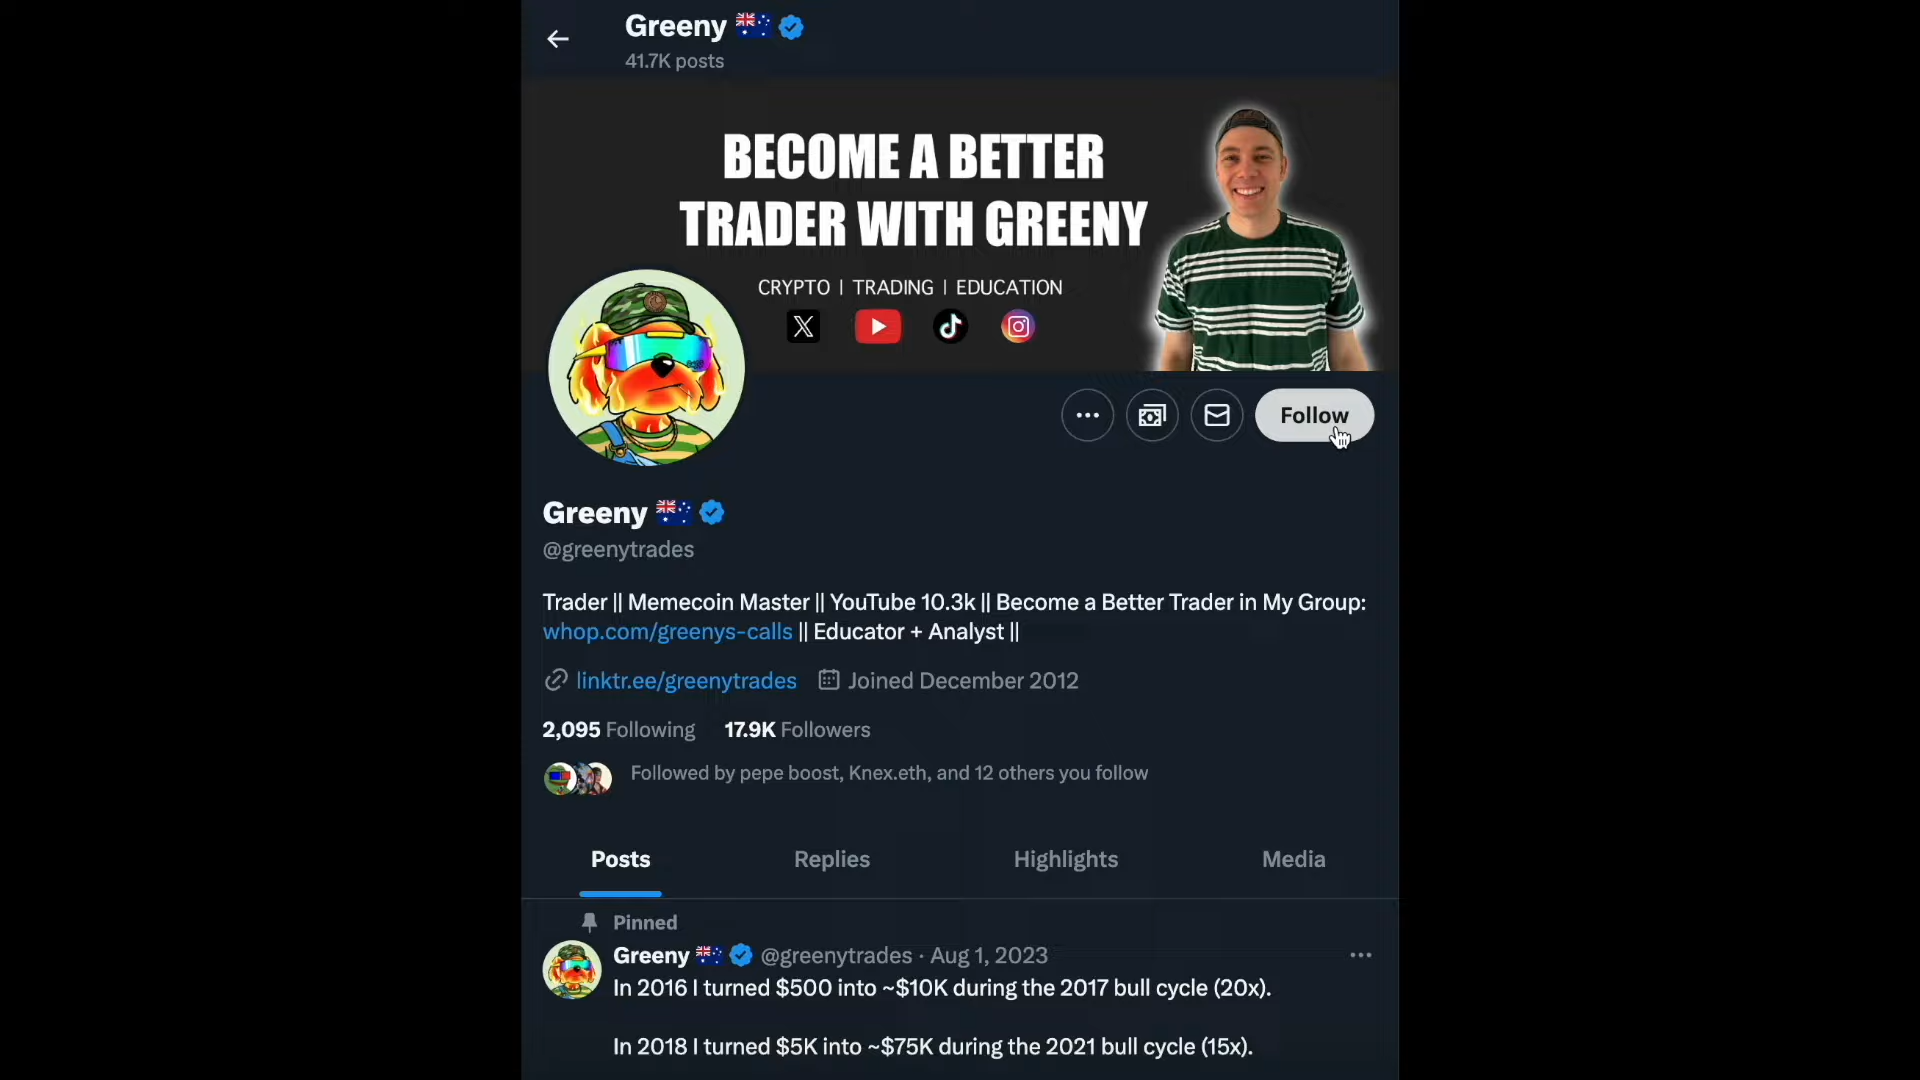 Greeny
41.7K posts
BECOME A BETTER
TRADER WITH GREENY
CRYPTO | TRADING | EDUCATION
Follow
Greeny
@greenytrades
Trader || Memecoin Master || YouTube 10.3k || Become a Better Trader in My Group:
whop.com/greenys-calls || Educator + Analyst ||
linktr.ee/greenytrades Joined December 2012
2,095 Following 17.9K Followers
Followed by pepe boost, Knex.eth, and 12 others you follow
Posts Replies Highlights Media
Pinned
Greeny @greenytrades · Aug 1, 2023
In 2016 I turned $500 into ~$10K during the 2017 bull cycle (20x).
In 2018 I turned $5K into ~$75K during the 2021 bull cycle (15x).